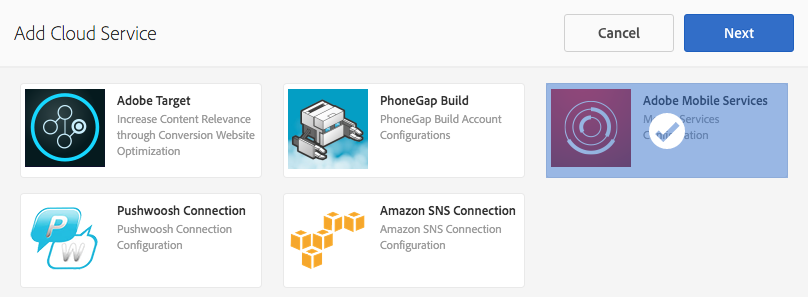 Add Cloud Service
Cancel
Next
Adobe Target
Increase Content Relevance
through Conversion Website
Optimization
PhoneGap Build
PhoneGap Build Account
Configurations
Adobe Mobile Services
Services
Pushwoosh Connection
Pushwoosh Connection
Configuration
Amazon SNS Connection
Amazon SNS Connection
Configuration
P
W